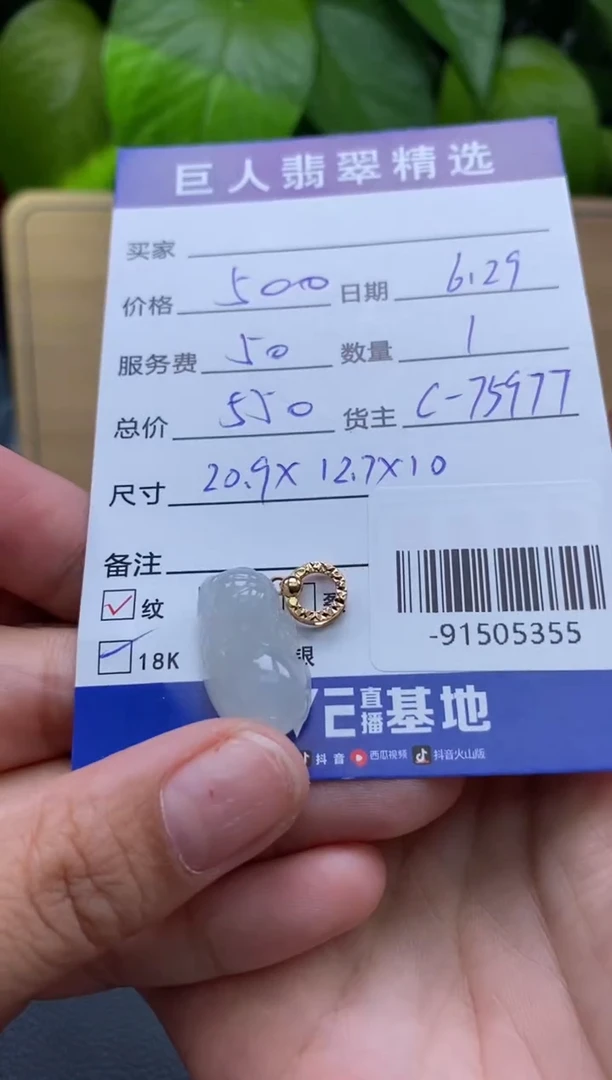 巨人翡翠精选
买家
价格 500 日期 6.29
服务费 50 数量 1
总价 550 货主 C-75977
尺寸 20.9X12.7X10
备注
纹
18K 银
-91505355
直播基地
抖音 西瓜视频 抖音火山版